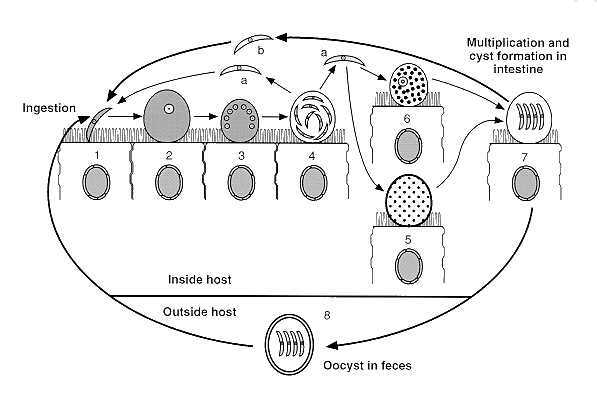 b
a
a
Multiplication and
cyst formation in
intestine
Ingestion
6
1
2
3
4
7
5
Inside host
Outside host
8
Oocyst in feces